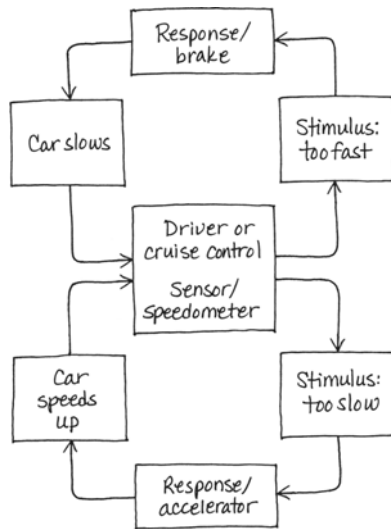 Response/
brake
Car slows
Stimulus:
too fast
Driver or
cruise control
Sensor/
speedometer
Car
speeds
up
Stimulus:
too slow
Response/
accelerator